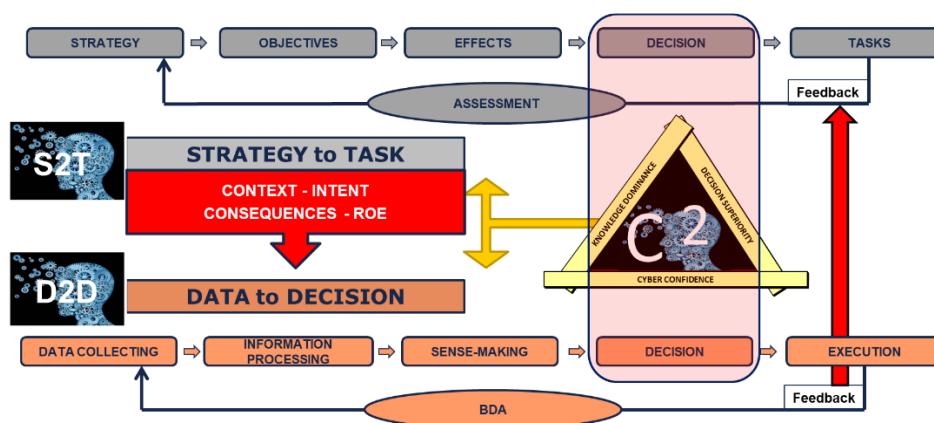 STRATEGY
OBJECTIVES
EFFECTS
DECISION
TASKS
Feedback
ASSESSMENT
S2T
STRATEGY to TASK
CONTEXT - INTENT
CONSEQUENCES - ROE
KNOWLEDGE DOMINANCE
DECISION SUPERIORITY
C2
CYBER CONFIDENCE
D2D
DATA to DECISION
DATA COLLECTING
INFORMATION
PROCESSING
SENSE-MAKING
DECISION
EXECUTION
Feedback
BDA